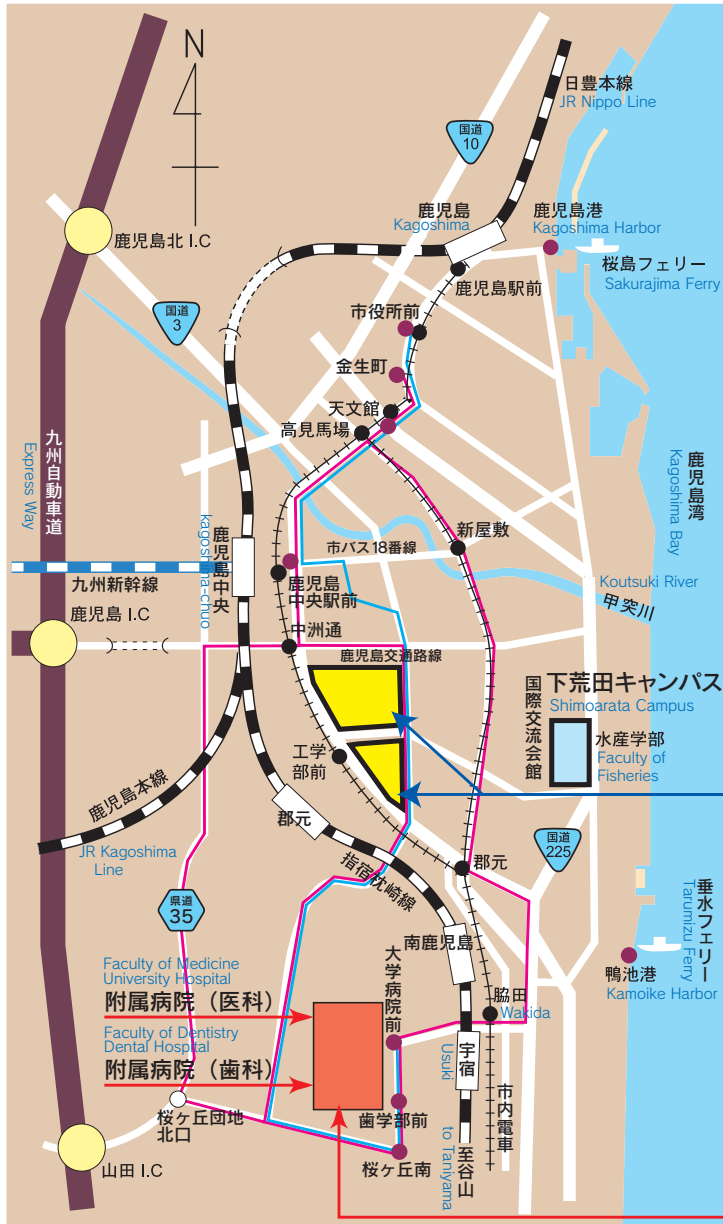 N
国道
10
日豊本線
JR Nippo Line
鹿児島
Kagoshima
鹿児島港
Kagoshima Harbor
鹿児島北 I.C
桜島フェリー
Sakurajima Ferry
鹿児島駅前
国道
3
市役所前
金生町
天文館
高見馬場
九州自動車道
Express Way
鹿児島湾
Kagoshima Bay
鹿児島中央
kagoshima-chuo
新屋敷
市バス18番線
九州新幹線
鹿児島
中央駅前
Koutsuki River
甲突川
鹿児島 I.C
中洲通
鹿児島交通路線
国際交流会館
下荒田キャンパス
Shimoarata Campus
水産学部
Faculty of
Fisheries
工学
部前
鹿児島本線
JR Kagoshima
Line
郡元
国道
225
郡元
指宿枕崎線
県道
35
垂水フェリー
Tarumizu Ferry
南鹿児島
大学病院前
鴨池港
Kamoike Harbor
Faculty of Medicine
University Hospital
附属病院（医科）
脇田
Wakida
Faculty of Dentistry
Dental Hospital
附属病院（歯科）
宇宿
Usuki
市内電車
桜ヶ丘団地
北口
歯学部前
至谷山
to Taniyama
山田 I.C
桜ヶ丘南